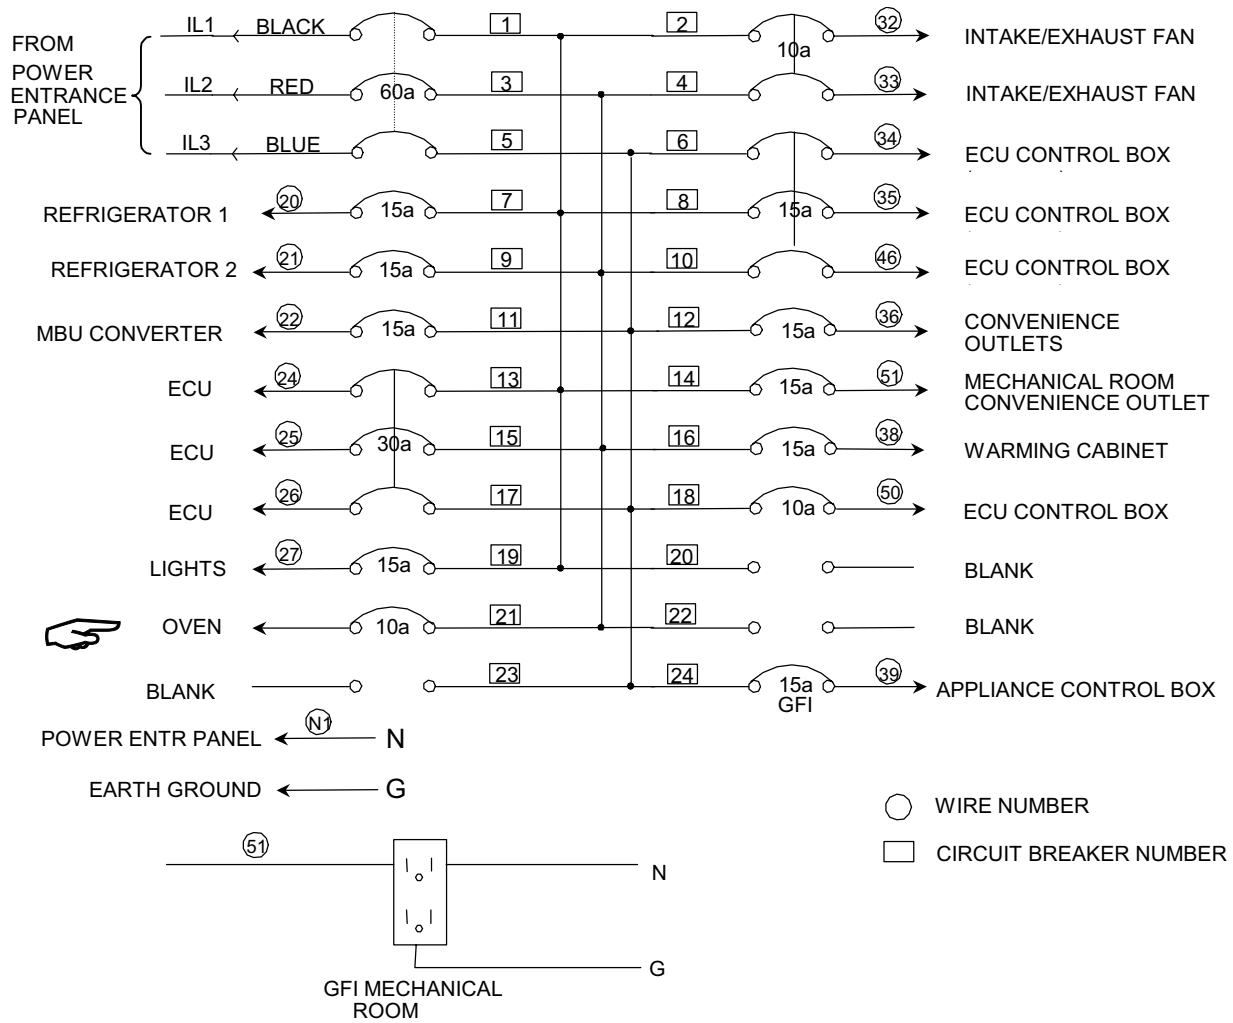 FROM
POWER
ENTRANCE
PANEL
IL1 BLACK 1 2 10a 32 INTAKE/EXHAUST FAN
IL2 RED 60a 3 4 33 INTAKE/EXHAUST FAN
IL3 BLUE 5 6 34 ECU CONTROL BOX
REFRIGERATOR 1 20 15a 7 8 15a 35 ECU CONTROL BOX
REFRIGERATOR 2 21 15a 9 10 46 ECU CONTROL BOX
MBU CONVERTER 22 15a 11 12 15a 36 CONVENIENCE
OUTLETS
ECU 24 13 14 15a 51 MECHANICAL ROOM
CONVENIENCE OUTLET
ECU 25 30a 15 16 15a 38 WARMING CABINET
ECU 26 17 18 10a 50 ECU CONTROL BOX
LIGHTS 27 15a 19 20 BLANK
OVEN 10a 21 22 BLANK
BLANK 23 24 15a 39 APPLIANCE CONTROL BOX
GFI
POWER ENTR PANEL N1 N
EARTH GROUND G
WIRE NUMBER
CIRCUIT BREAKER NUMBER
51 N
G
GFI MECHANICAL
ROOM